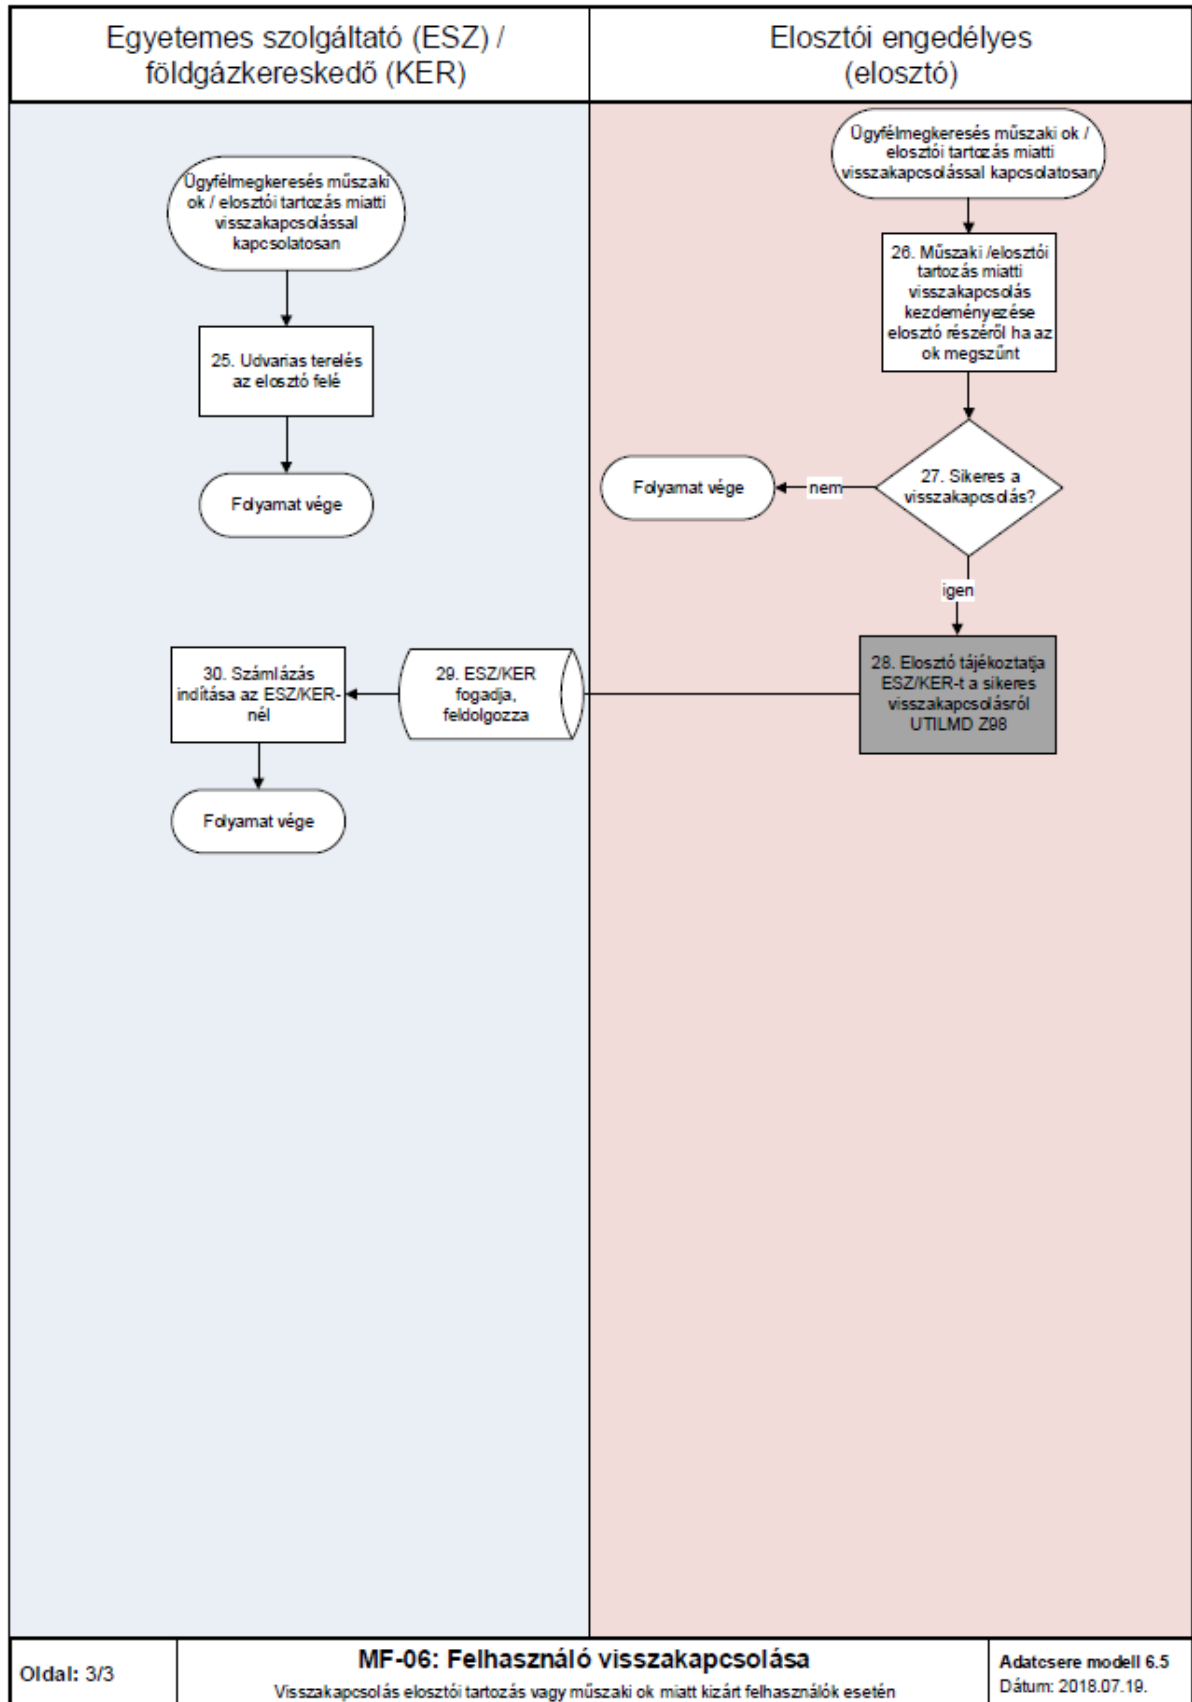 Egyetemes szolgáltató (ESZ) /
földgázkereskedő (KER)
Elosztói engedélyes
(elosztó)
Ügyfélmegkeresés műszaki
ok / elosztói tartozás miatti
visszakapcsolással
kapcsolatosan
25. Udvarias terelés
az elosztó felé
Folyamat vége
Ügyfélmegkeresés műszaki ok /
elosztói tartozás miatti
visszakapcsolással kapcsolatosan
26. Műszaki /elosztói
tartozás miatti
visszakapcsolás
kezdeményezése
elosztó részéről ha az
ok megszűnt
27. Sikeres a
visszakapcsolás?
nem
Folyamat vége
igen
28. Elosztó tájékoztatja
ESZ/KER-t a sikeres
visszakapcsolásról
UTILMD Z98
29. ESZ/KER
fogadja,
feldolgozza
30. Számlázás
indítása az ESZ/KER-
nél
Folyamat vége
Oldal: 3/3
MF-06: Felhasználó visszakapcsolása
Visszakapcsolás elosztói tartozás vagy műszaki ok miatt kizárt felhasználók esetén
Adatcsere modell 6.5
Dátum: 2018.07.19.